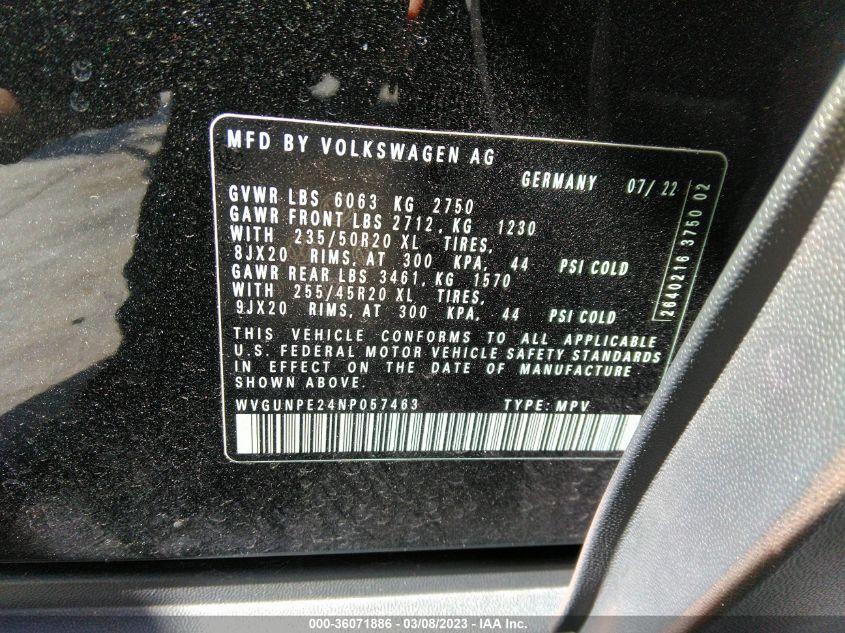 MFD BY VOLKSWAGEN AG
GERMANY 07/ 22
GVWR LBS 6063 KG 2750
GAWR FRONT LBS 2712, KG 1230
WITH 235/50R20 XL TIRES,
8JX20 RIMS, AT 300 KPA, 44 PSI COLD
GAWR REAR LBS 3461, KG 1570
WITH 255/45R20 XL TIRES,
9JX20 RIMS, AT 300 KPA, 44 PSI COLD
THIS VEHICLE CONFORMS TO ALL APPLICABLE
U.S. FEDERAL MOTOR VEHICLE SAFETY STANDARDS
IN EFFECT ON THE DATE OF MANUFACTURE
SHOWN ABOVE.
WVGUNPE24NP057463 TYPE: MPV
2640216 3750 02
000-36071886 - 03/08/2023 - IAA Inc.